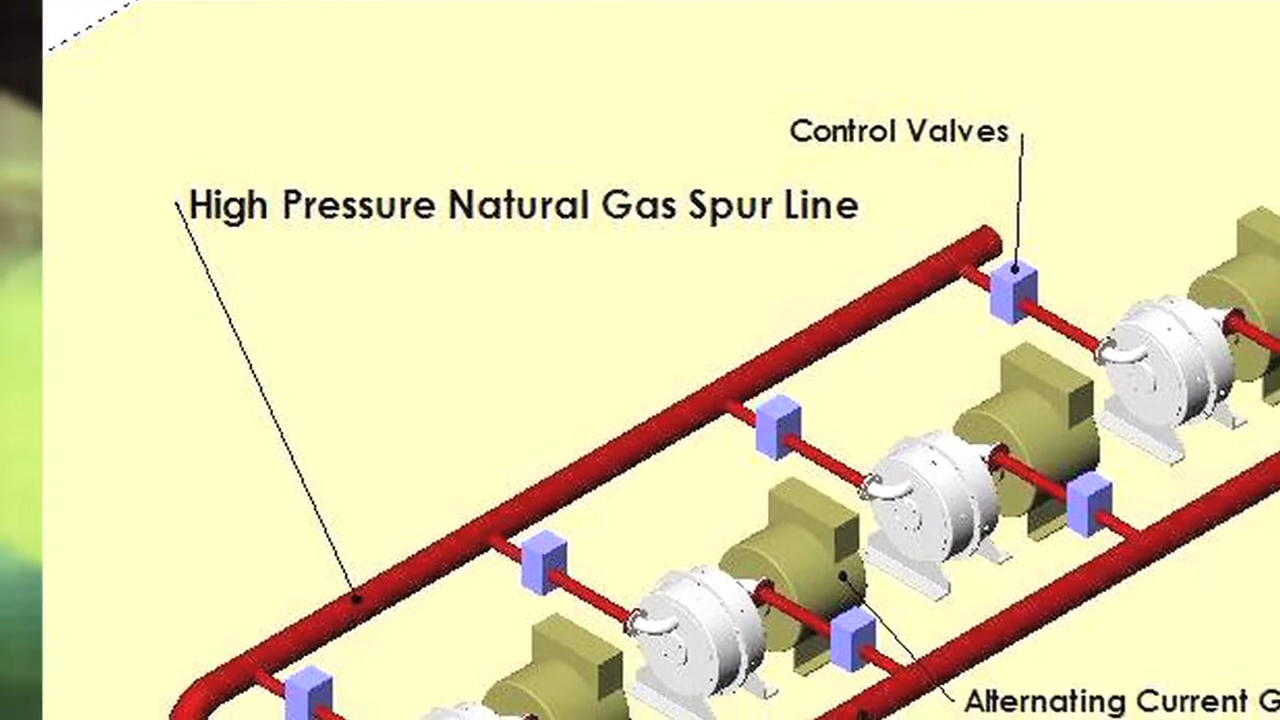 Control Valves
High Pressure Natural Gas Spur Line
Alternating Current G